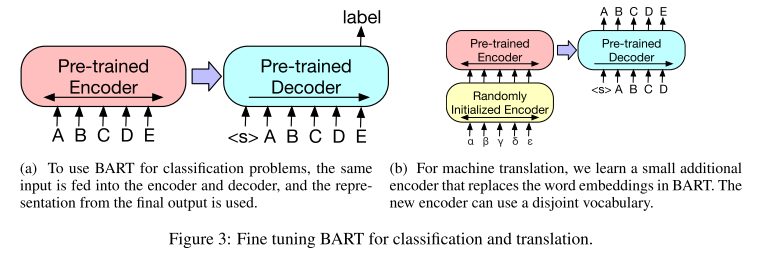 label
Pre-trained
Encoder
Pre-trained
Decoder
A B C D E
<s> A B C D E
(a) To use BART for classification problems, the same
input is fed into the encoder and decoder, and the repre-
sentation from the final output is used.
A B C D E
Pre-trained
Encoder
Pre-trained
Decoder
Randomly
Initialized Encoder
<s> A B C D
α β γ δ ε
(b) For machine translation, we learn a small additional
encoder that replaces the word embeddings in BART. The
new encoder can use a disjoint vocabulary.
Figure 3: Fine tuning BART for classification and translation.